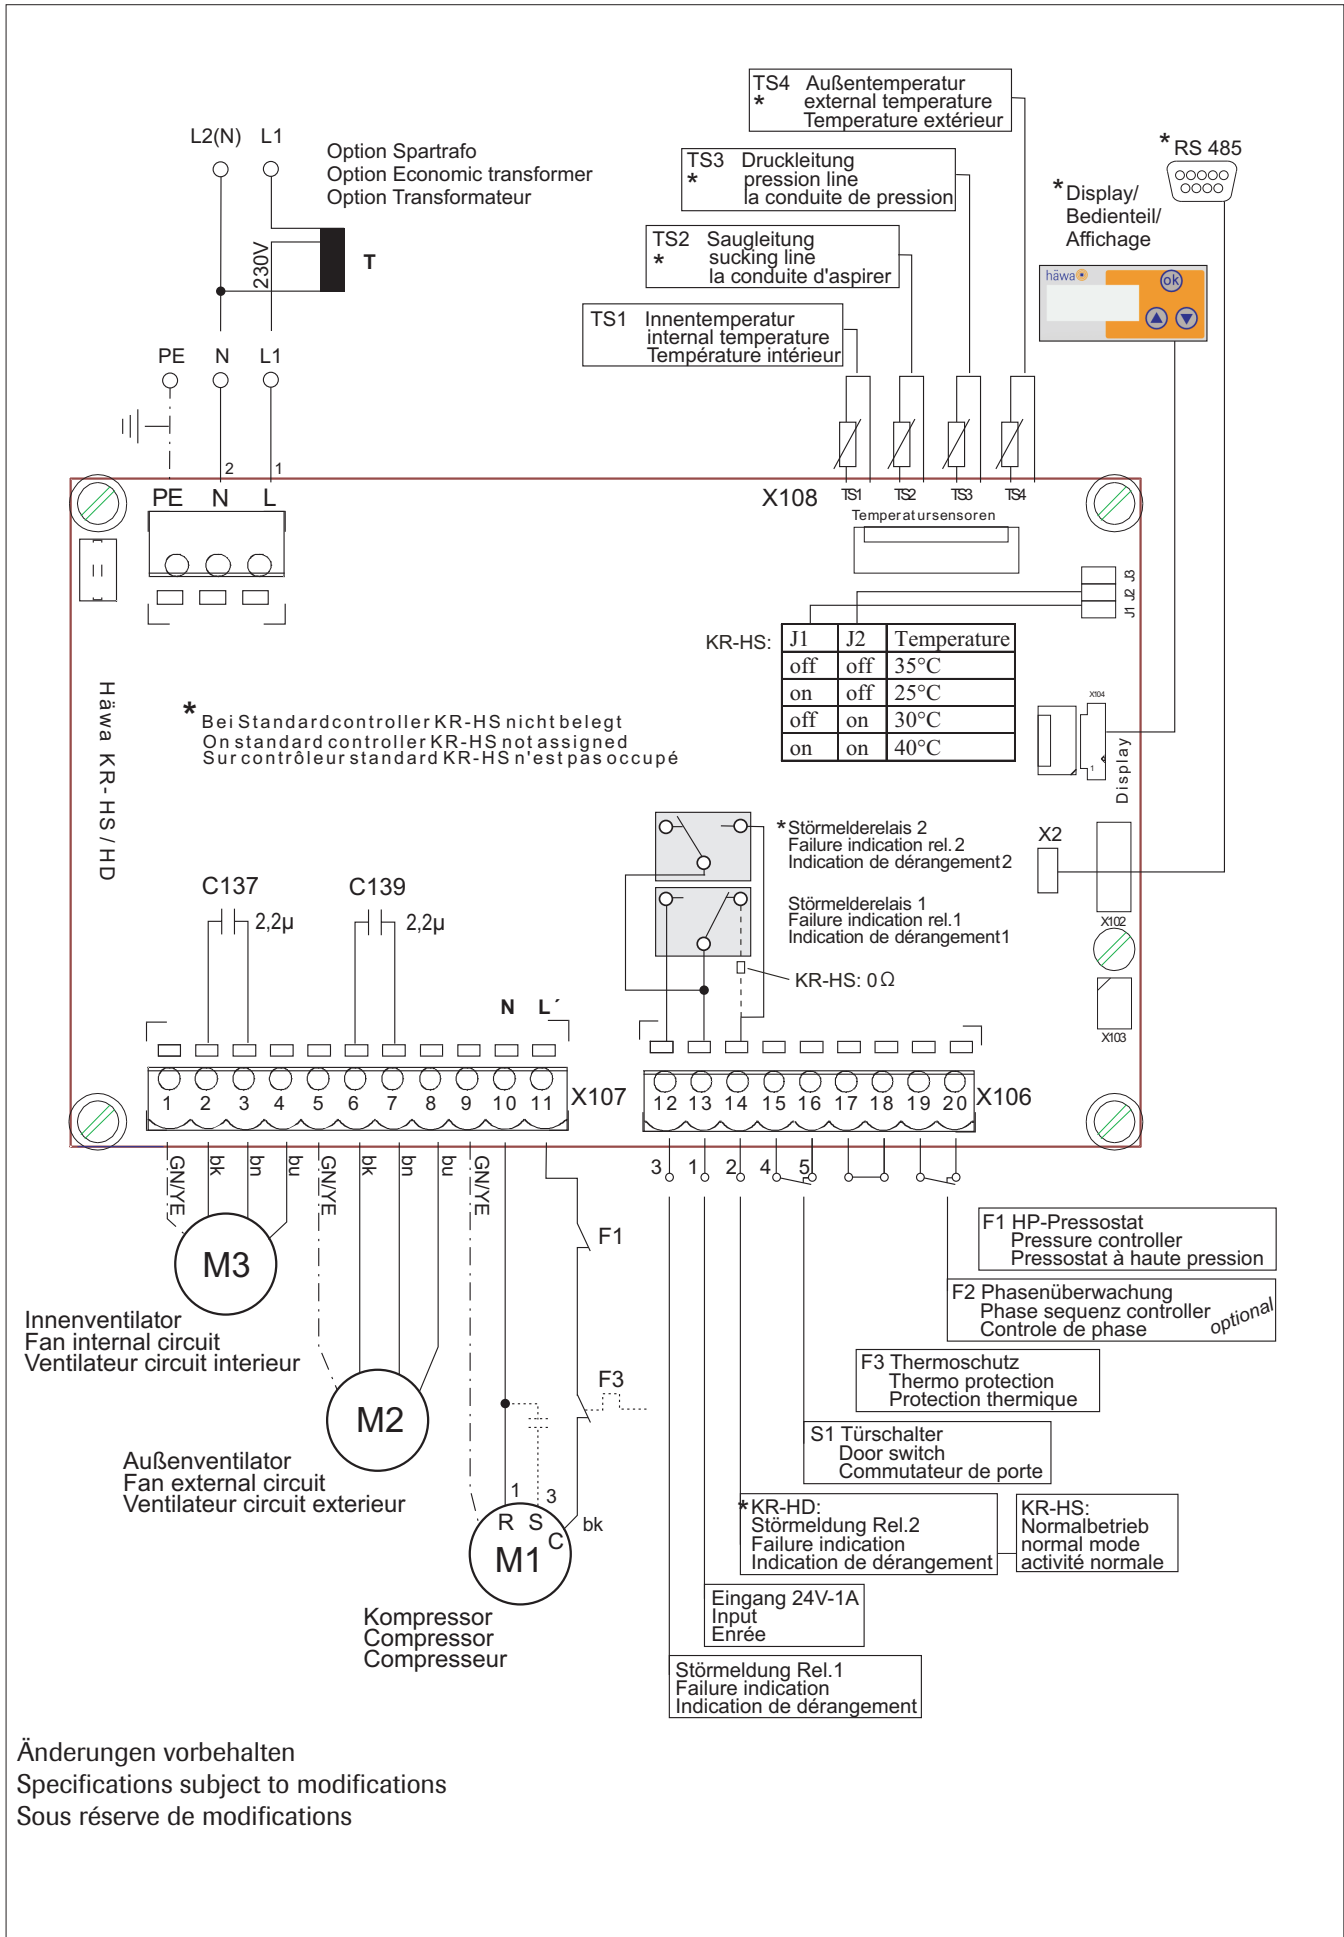 TS4 Außentemperatur
* external temperature
Temperature extérieur
L2(N) L1
Option Spartrafo
Option Economic transformer
Option Transformateur
* RS 485
TS3 Druckleitung
* pression line
la conduite de pression
*Display/
Bedienteil/
Affichage
TS2 Saugleitung
* sucking line
la conduite d'aspirer
230V
T
häwa
ok
TS1 Innentemperatur
internal temperature
Température intérieur
PE N L1
2 1
PE N L
X108 TS1 TS2 TS3 TS4
Temperatursensoren
J1 J2 J3
KR-HS:
J1 J2 Temperature
off off 35°C
on off 25°C
off on 30°C
on on 40°C
Häwa KR-HS/HD
* Bei Standardcontroller KR-HS nicht belegt
On standard controller KR-HS not assigned
Sur contrôleur standard KR-HS n'est pas occupé
X104
1
Display
*Störmelderelais 2
Failure indication rel.2
Indication de dérangement2
X2
C137
2,2µ
C139
2,2µ
Störmelderelais 1
Failure indication rel.1
Indication de dérangement1
X102
KR-HS: 0Ω
N L´
X103
1 2 3 4 5 6 7 8 9 10 11 X107
12 13 14 15 16 17 18 19 20 X106
GN/YE bk bn bu GN/YE bk bn bu GN/YE
3 1 2 4 5
F1
M3
F1 HP-Pressostat
Pressure controller
Pressostat à haute pression
Innenventilator
Fan internal circuit
Ventilateur circuit interieur
F2 Phasenüberwachung
Phase sequenz controller
Controle de phase
optional
F3
M2
F3 Thermoschutz
Thermo protection
Protection thermique
Außenventilator
Fan external circuit
Ventilateur circuit exterieur
S1 Türschalter
Door switch
Commutateur de porte
1 3
R S C bk
M1
*KR-HD:
Störmeldung Rel.2
Failure indication
Indication de dérangement
KR-HS:
Normalbetrieb
normal mode
activité normale
Kompressor
Compressor
Compresseur
Eingang 24V-1A
Input
Enrée
Störmeldung Rel.1
Failure indication
Indication de dérangement
Änderungen vorbehalten
Specifications subject to modifications
Sous réserve de modifications